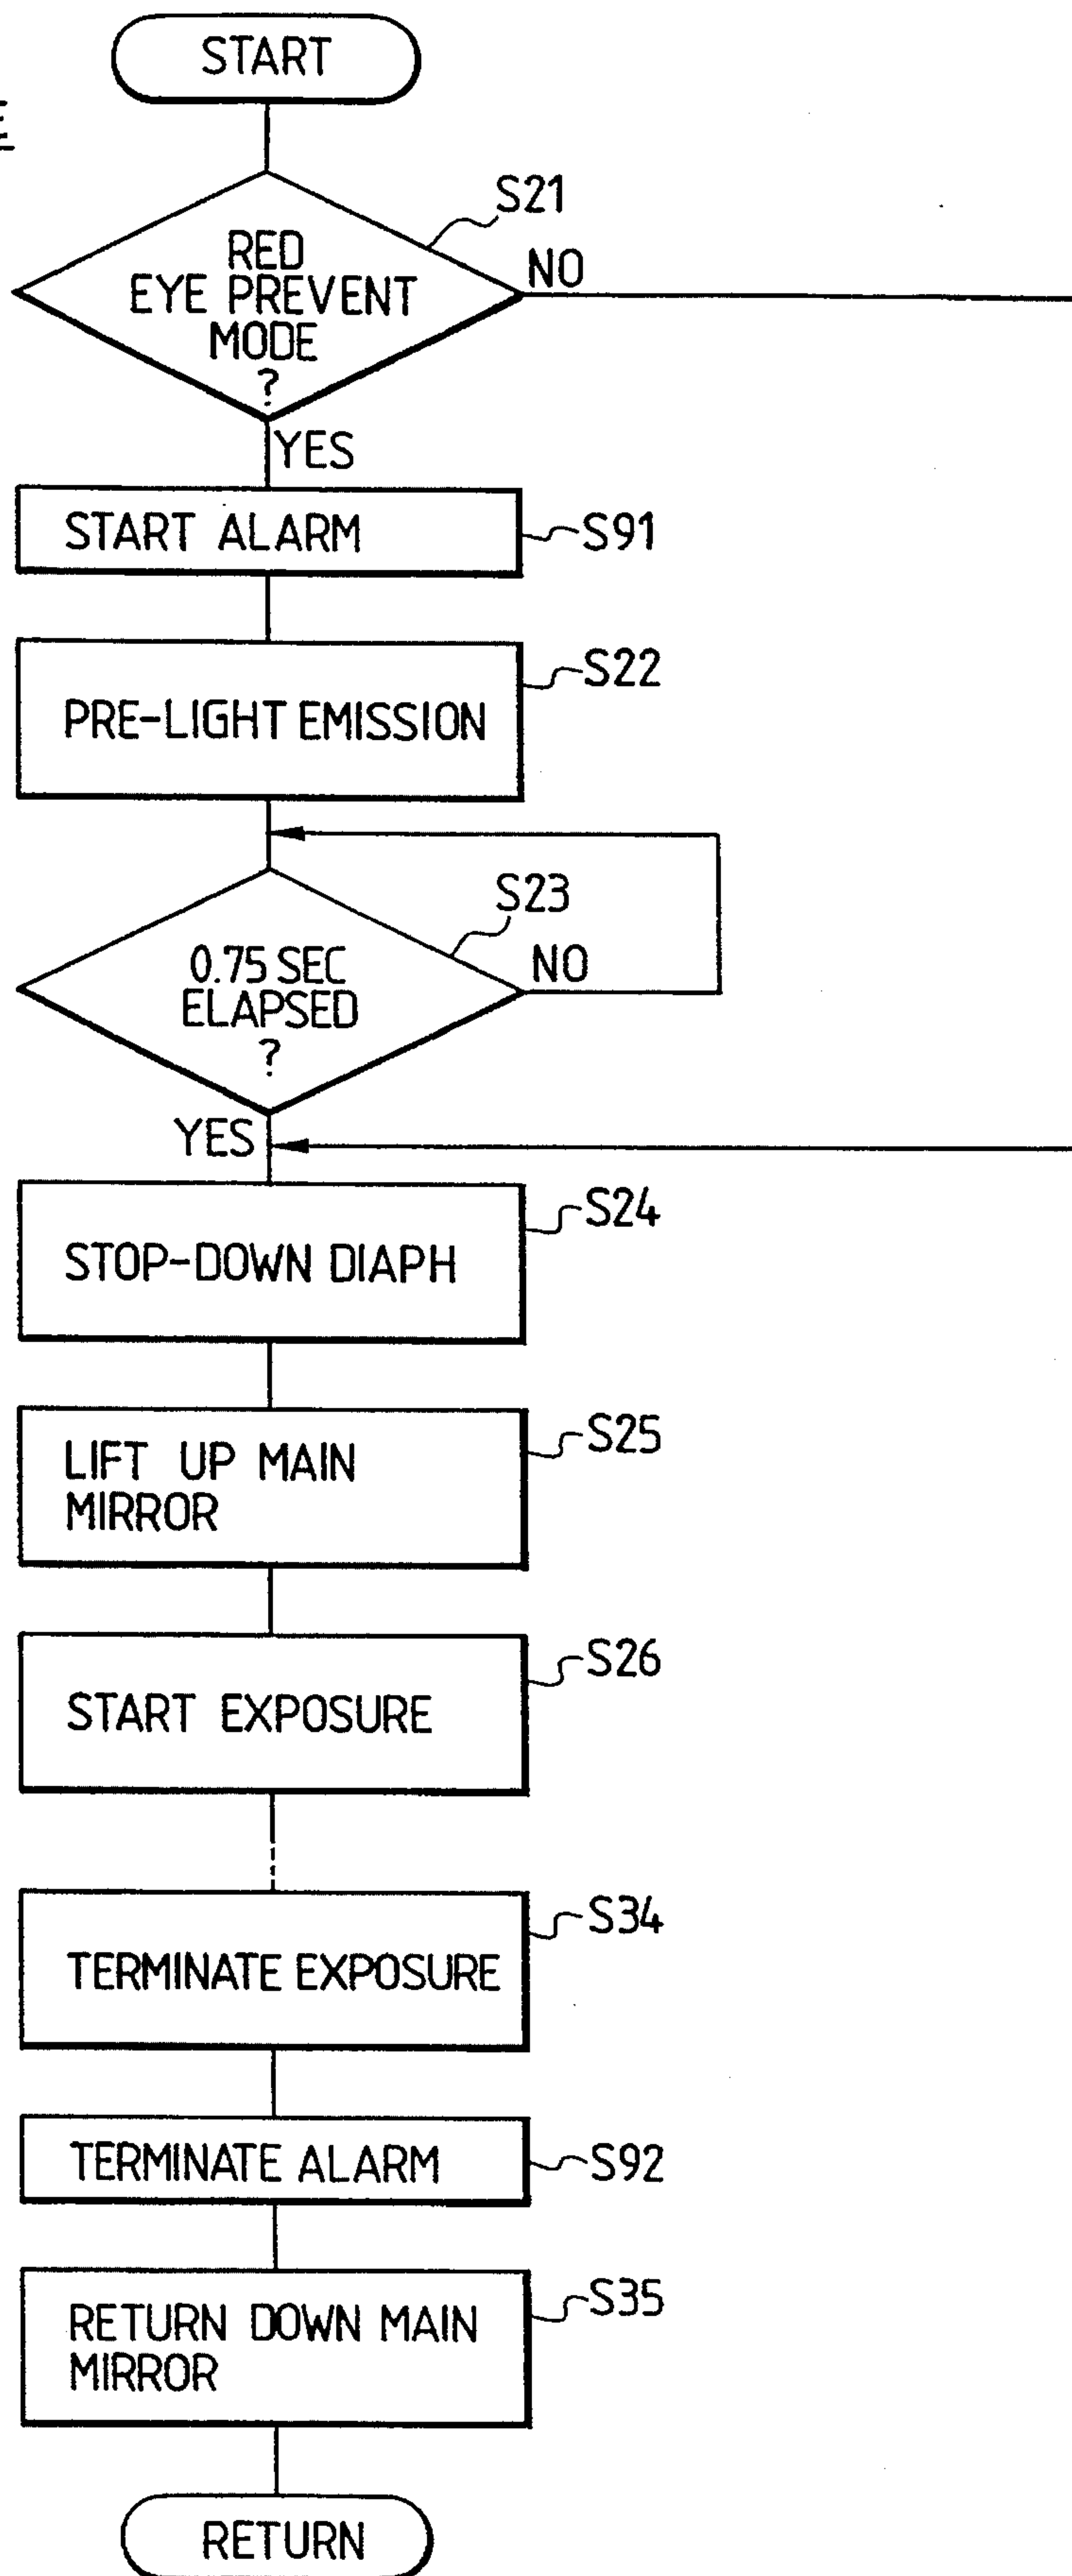 START
S21
RED
EYE PREVENT
MODE
?
NO
YES
START ALARM
S91
S22
PRE-LIGHT EMISSION
S23
0.75 SEC
ELAPSED
?
NO
YES
S24
STOP-DOWN DIAPH
S25
LIFT UP MAIN
MIRROR
S26
START EXPOSURE
S34
TERMINATE EXPOSURE
TERMINATE ALARM
S92
S35
RETURN DOWN MAIN
MIRROR
RETURN